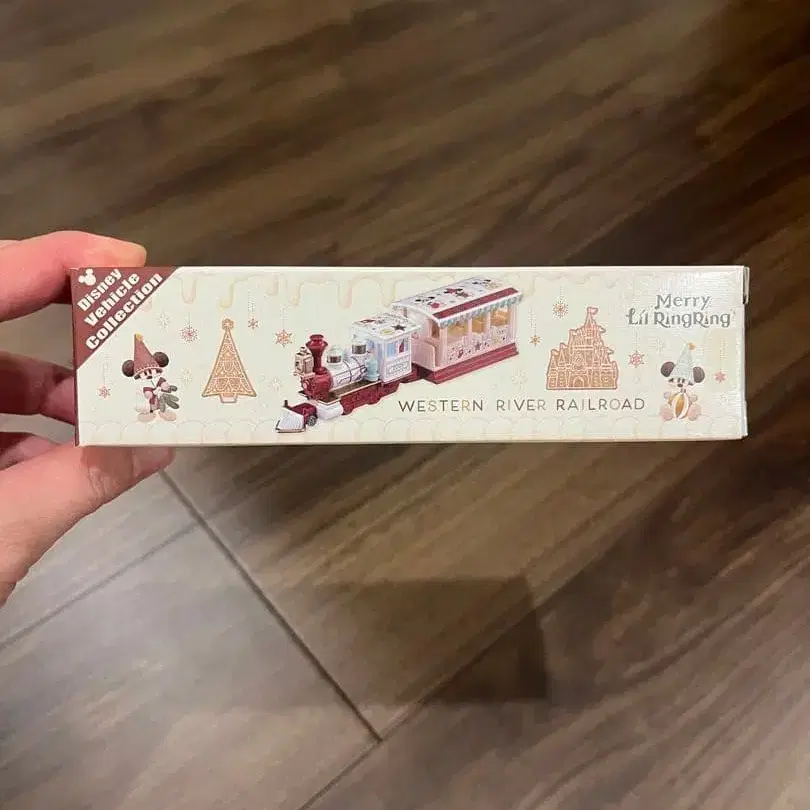 Disney
Vehicle
Collection
Merry
Lil RingRing
WESTERN RIVER RAILROAD